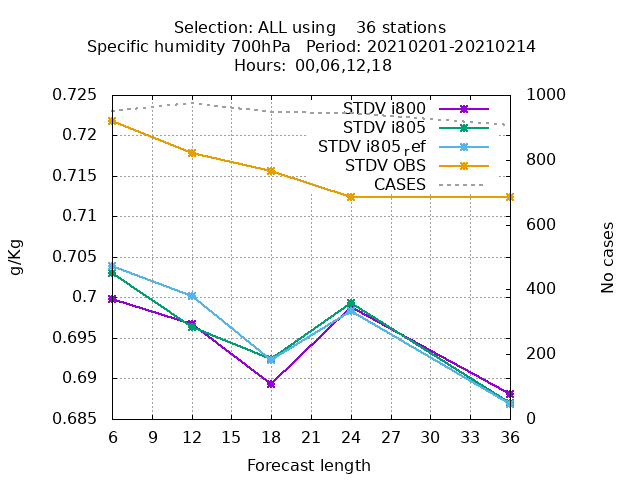 Selection: ALL using    36 stations
Specific humidity 700hPa   Period: 20210201-20210214
Hours: 00,06,12,18
0.725
0.72
0.715
0.71
0.705
0.7
0.695
0.69
0.685
g/Kg
STDV i800
STDV i805
STDV i805ref
STDV OBS
CASES
1000
800
600
400
200
0
No cases
6 9 12 15 18 21 24 27 30 33 36
Forecast length